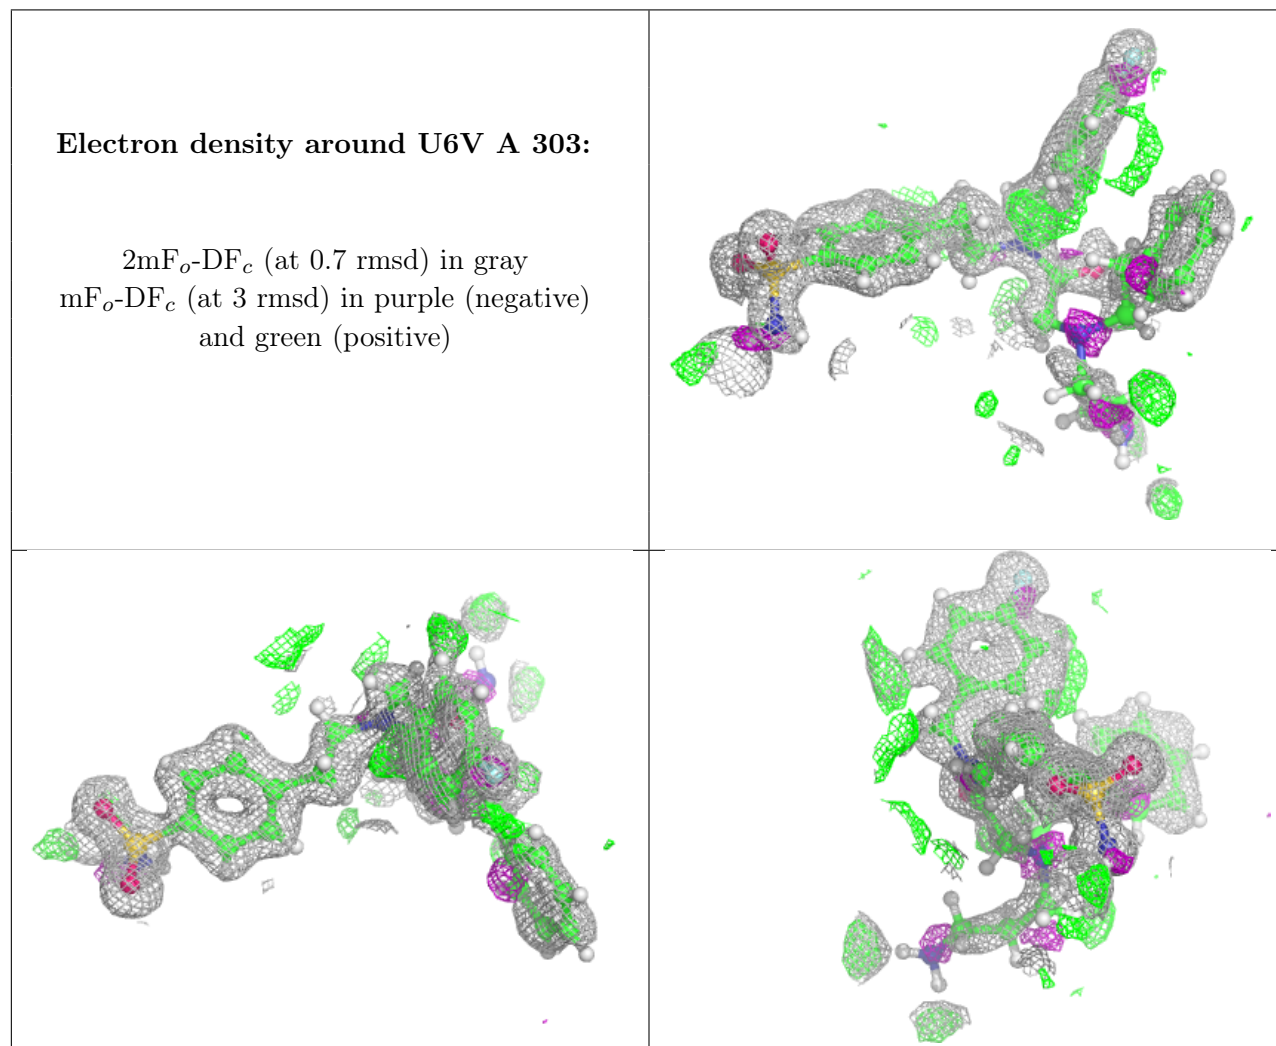 Electron density around U6V A 303:
2mFo-DFc (at 0.7 rmsd) in gray
mFo-DFc (at 3 rmsd) in purple (negative)
and green (positive)